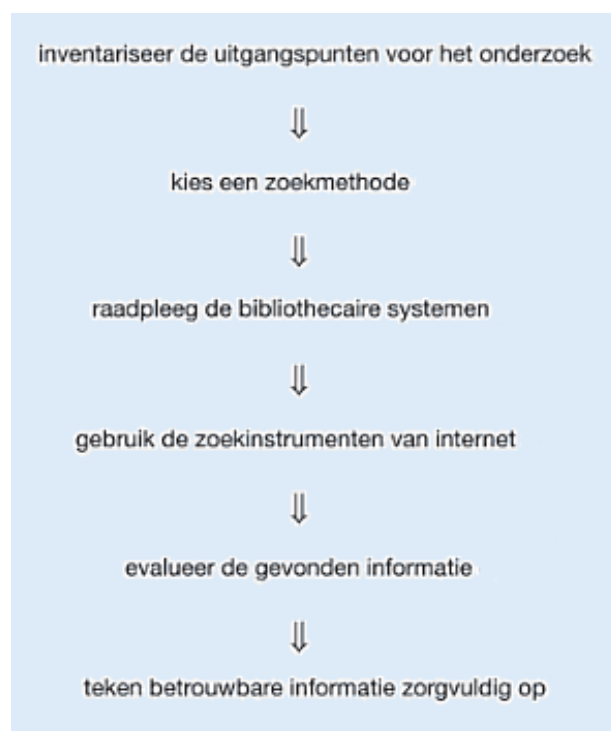 inventariseer de uitgangspunten voor het onderzoek
⇓
kies een zoekmethode
⇓
raadpleeg de bibliothecaire systemen
⇓
gebruik de zoekinstrumenten van internet
⇓
evalueer de gevonden informatie
⇓
teken betrouwbare informatie zorgvuldig op